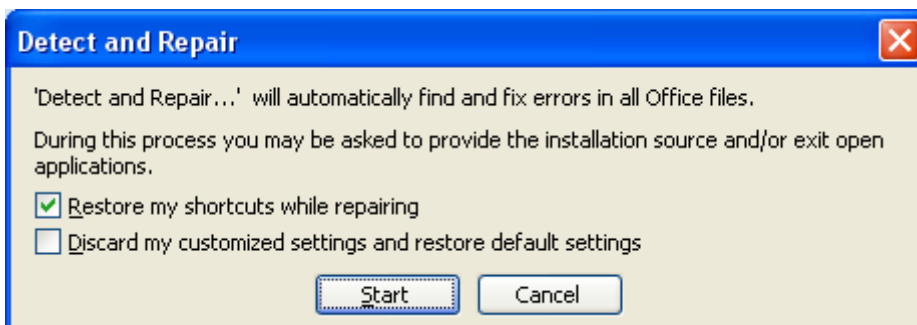 Detect and Repair
'Detect and Repair...' will automatically find and fix errors in all Office files.
During this process you may be asked to provide the installation source and/or exit open
applications.
Restore my shortcuts while repairing
Discard my customized settings and restore default settings
Start Cancel